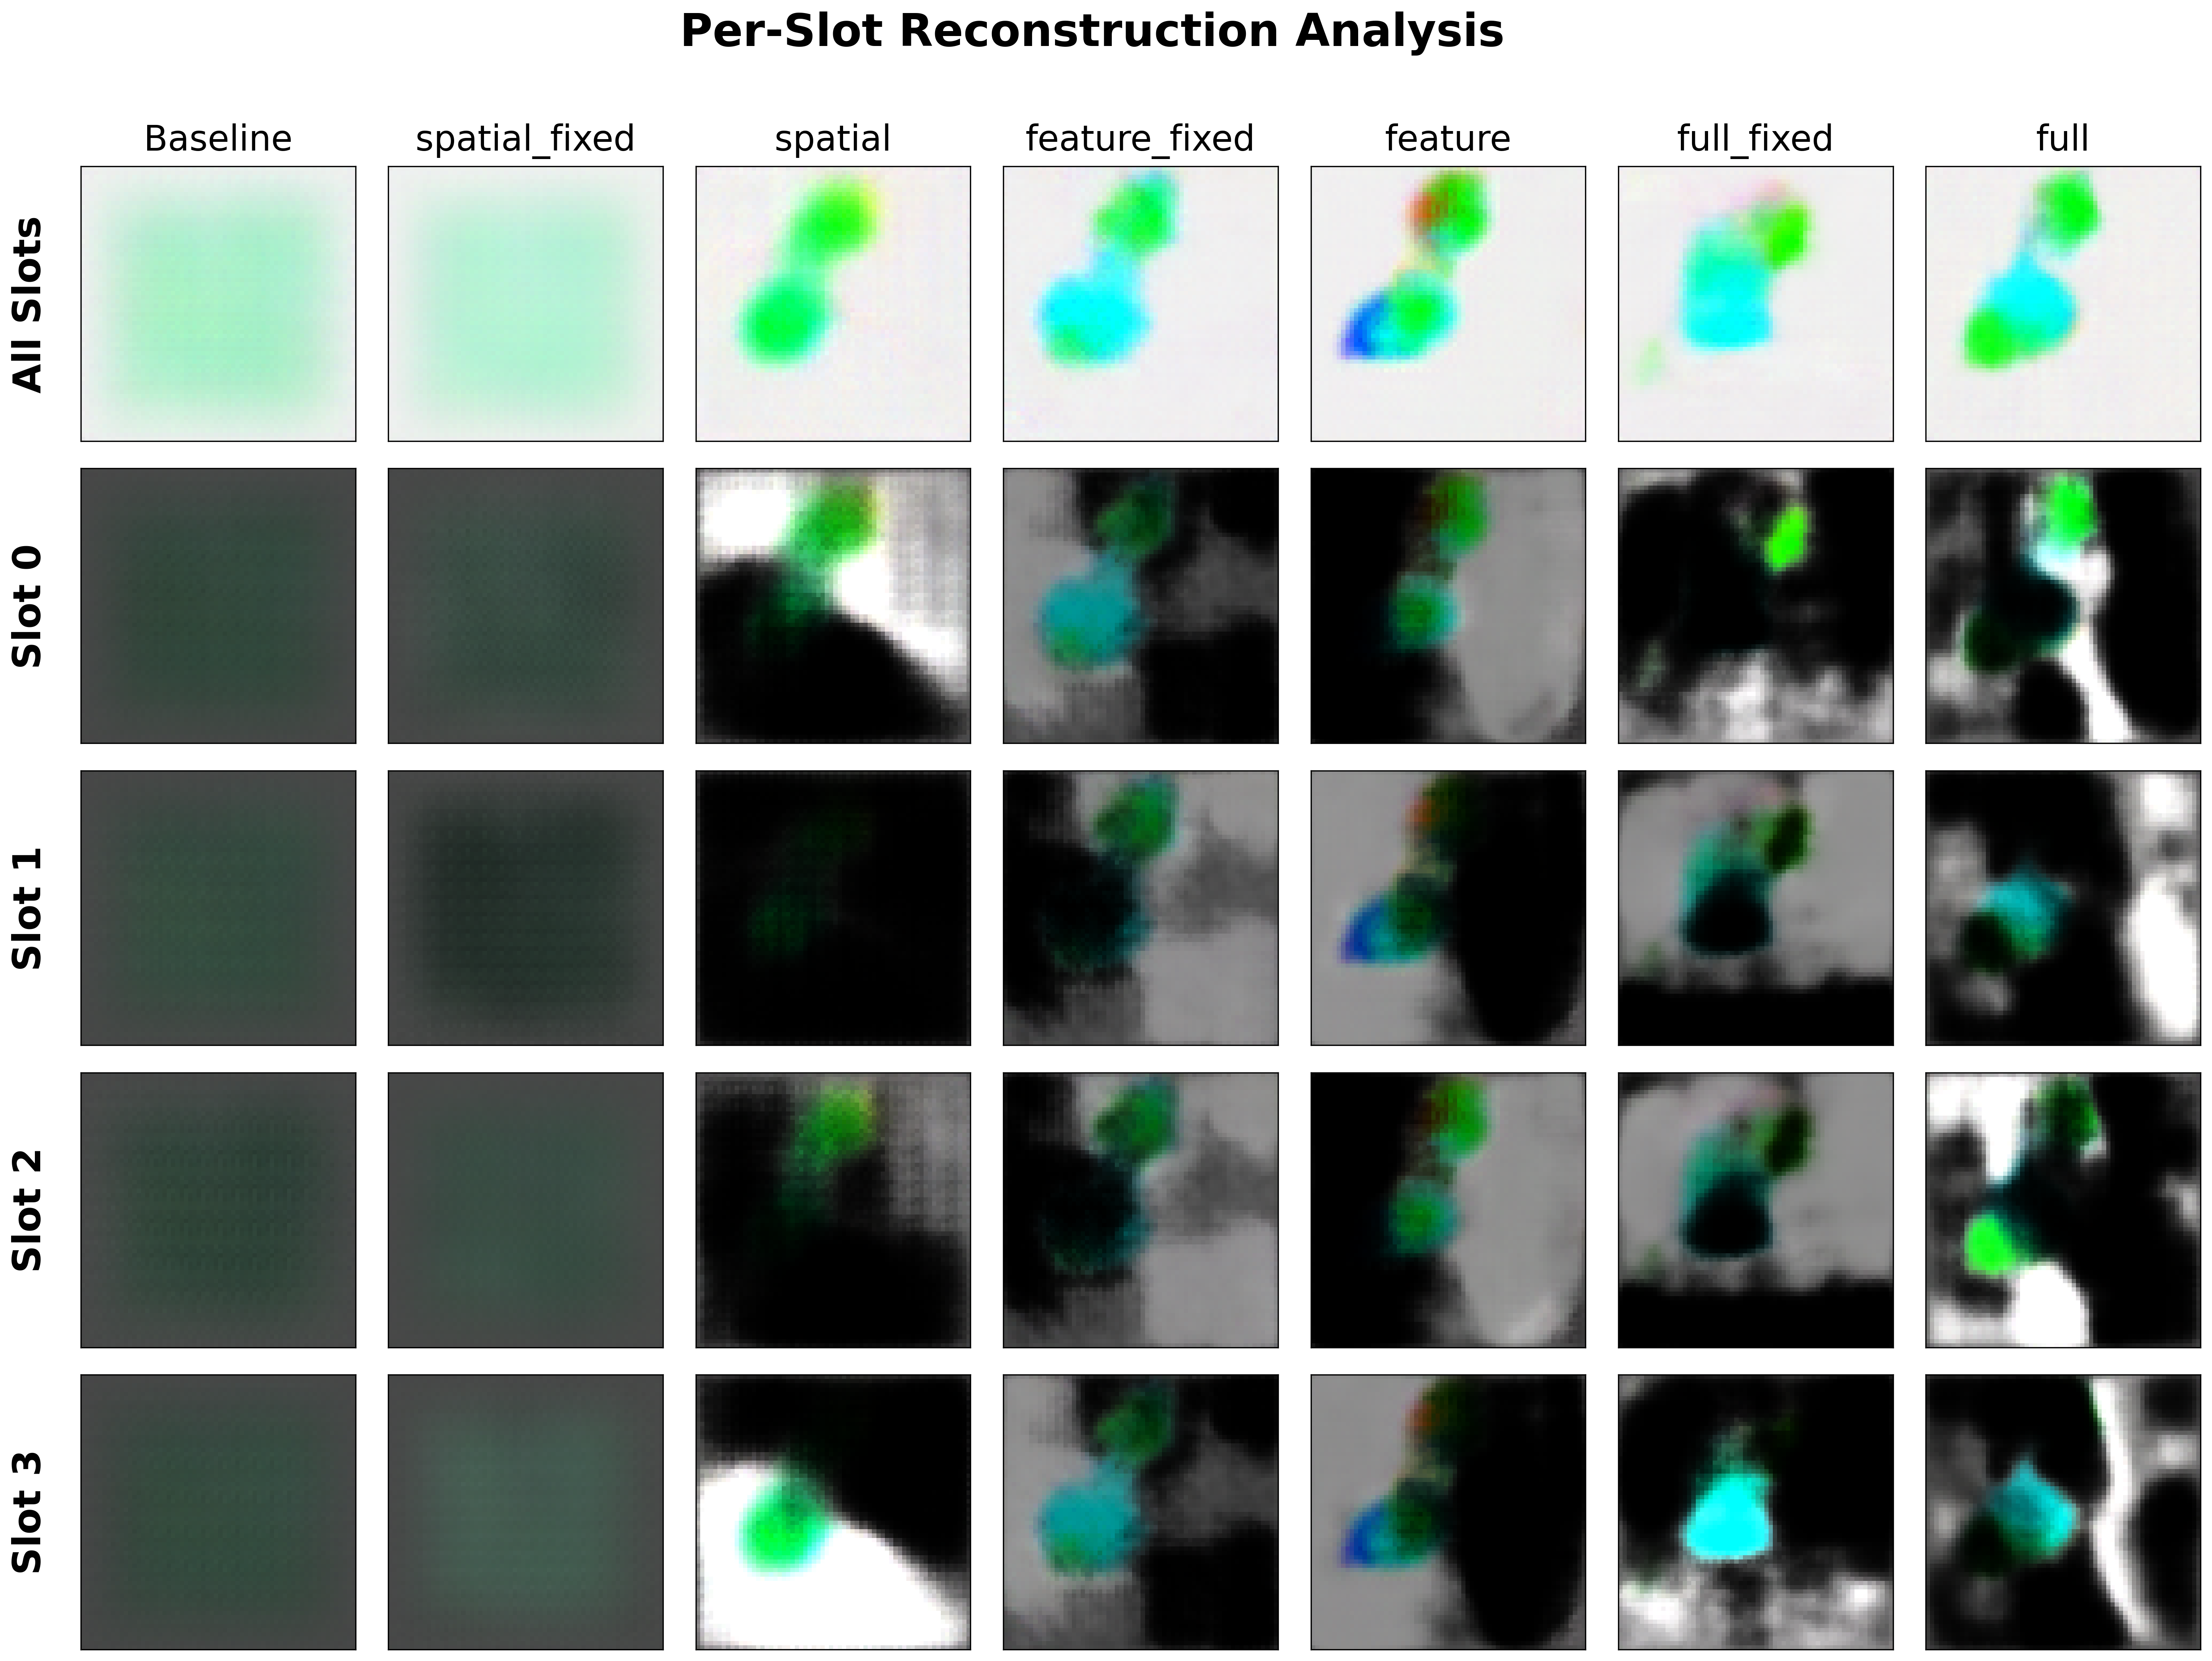 Per-Slot Reconstruction Analysis
Baseline spatial_fixed spatial feature_fixed feature full_fixed full
All Slots
Slot 0
Slot 1
Slot 2
Slot 3